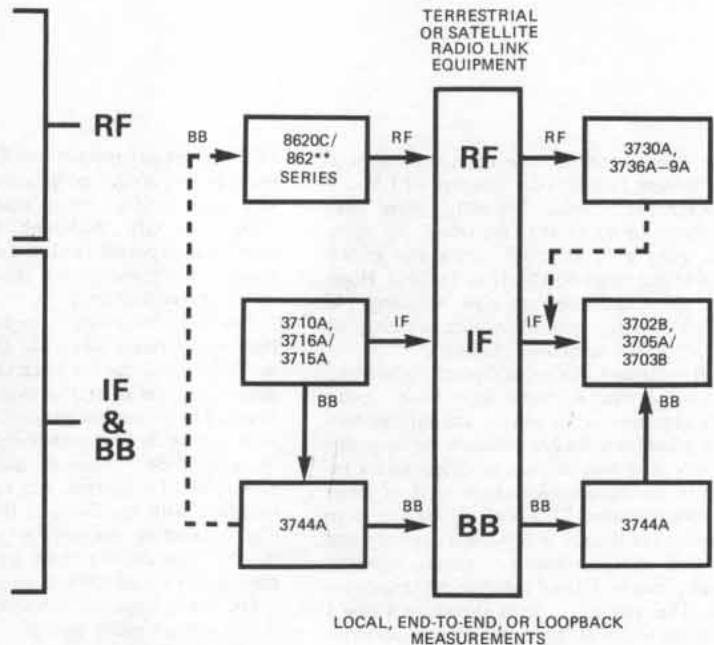 TERRESTRIAL
OR SATELLITE
RADIO LINK
EQUIPMENT
RF
BB
8620C/
862**
SERIES
RF
RF
RF
3730A,
3736A–9A
IF
&
BB
3710A,
3716A/
3715A
IF
IF
IF
3702B,
3705A/
3703B
BB
BB
3744A
BB
BB
BB
3744A
LOCAL, END-TO-END, OR LOOPBACK
MEASUREMENTS